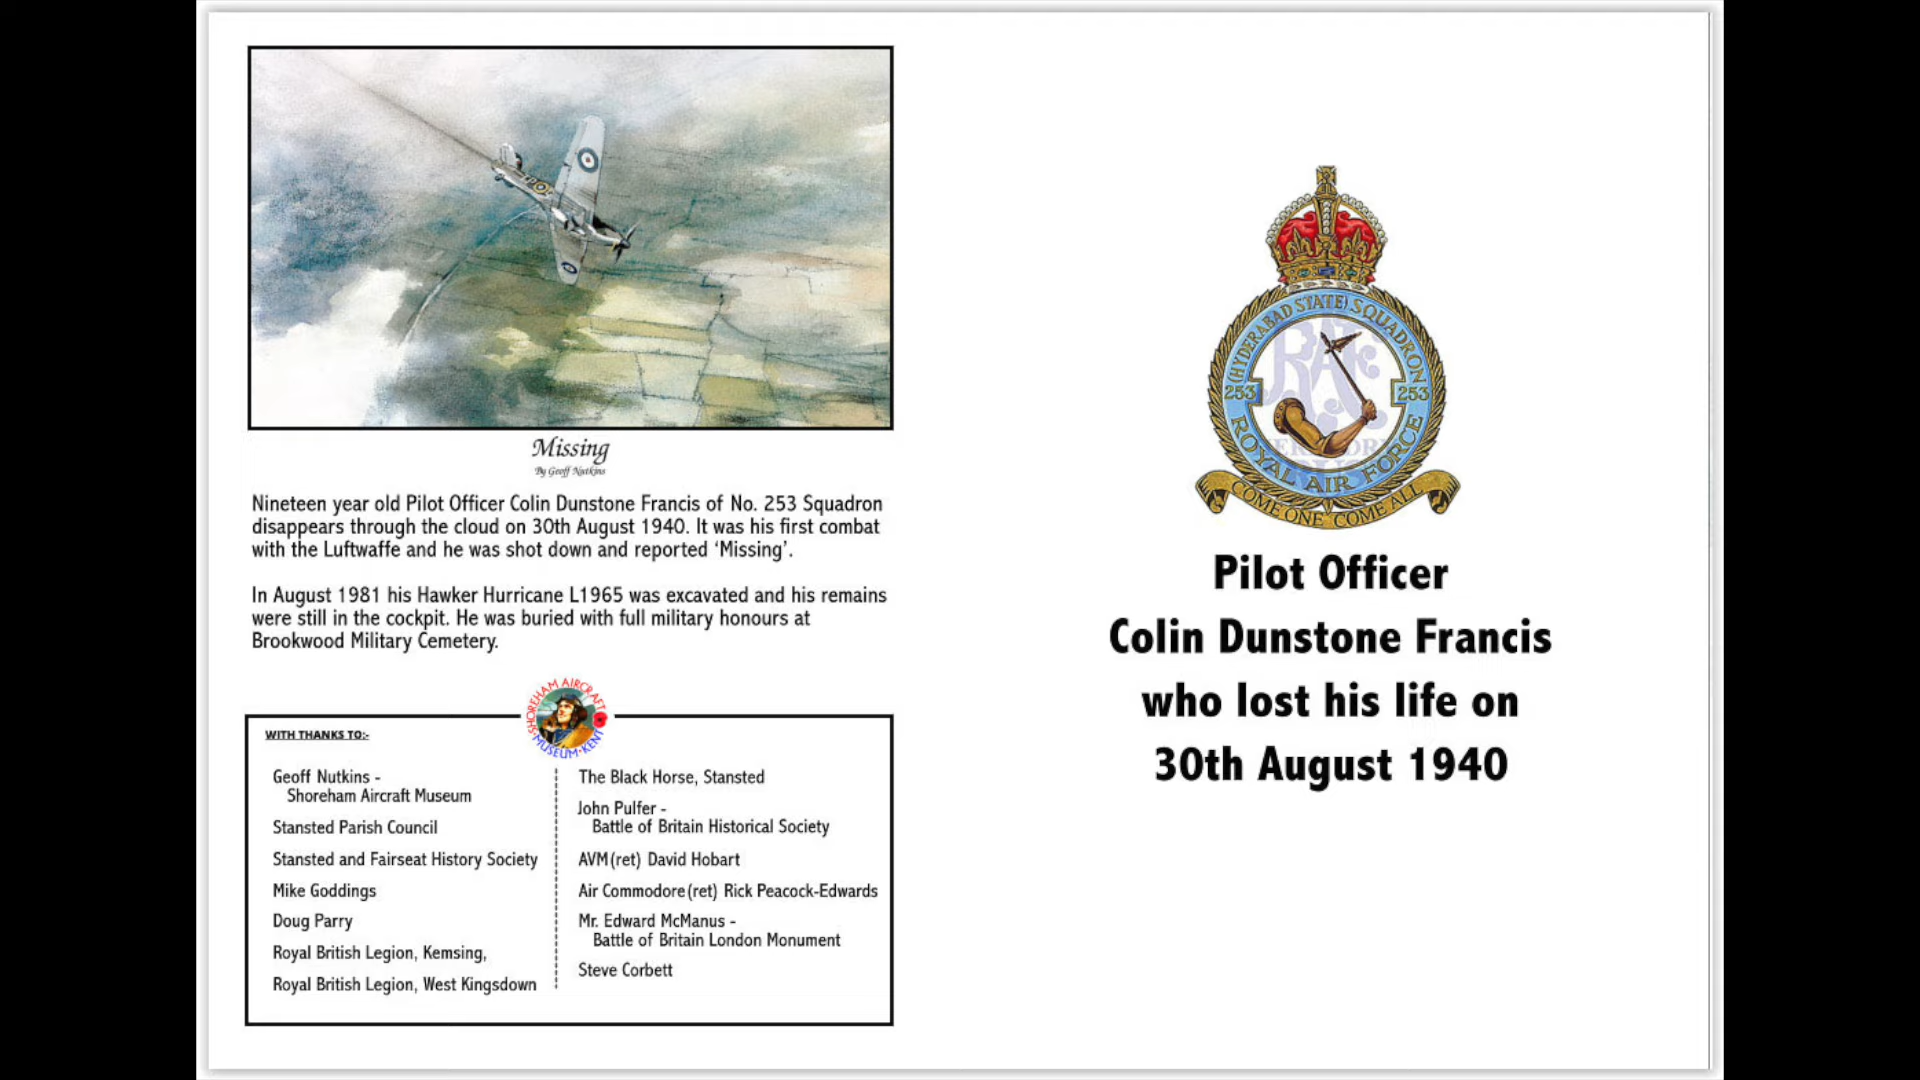 Missing
By Geoff Nutkins
Nineteen year old Pilot Officer Colin Dunstone Francis of No. 253 Squadron
disappears through the cloud on 30th August 1940. It was his first combat
with the Luftwaffe and he was shot down and reported ‘Missing’.
In August 1981 his Hawker Hurricane L1965 was excavated and his remains
were still in the cockpit. He was buried with full military honours at
Brookwood Military Cemetery.
SHOREHAM AIRCRAFT
MUSEUM·KENT
WITH THANKS TO:-
Geoff Nutkins -
Shoreham Aircraft Museum
Stansted Parish Council
Stansted and Fairseat History Society
Mike Goddings
Doug Parry
Royal British Legion, Kemsing,
Royal British Legion, West Kingsdown
The Black Horse, Stansted
John Pulfer -
Battle of Britain Historical Society
AVM(ret) David Hobart
Air Commodore(ret) Rick Peacock-Edwards
Mr. Edward McManus -
Battle of Britain London Monument
Steve Corbett
(HYDERABAD STATE) SQUADRON
253 253
ROYAL AIR FORCE
COME ONE COME ALL
Pilot Officer
Colin Dunstone Francis
who lost his life on
30th August 1940